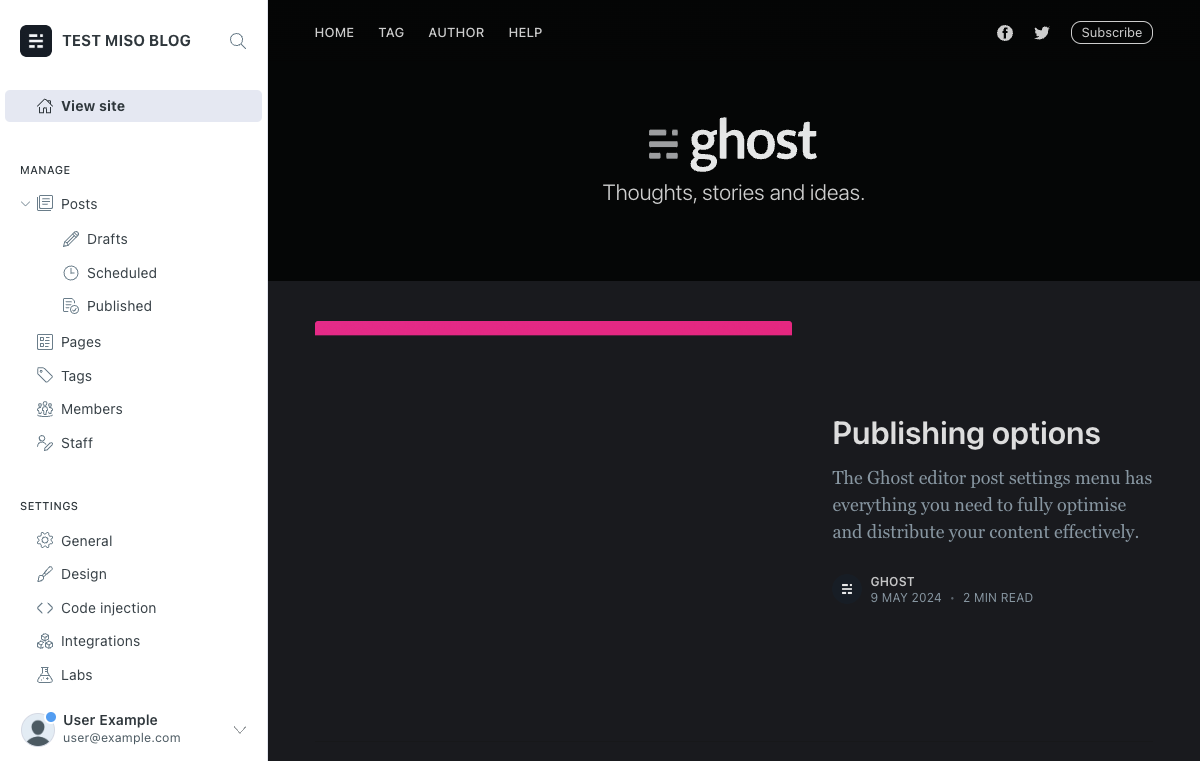 TEST MISO BLOG
View site
MANAGE
Posts
Drafts
Scheduled
Published
Pages
Tags
Members
Staff
SETTINGS
General
Design
Code injection
Integrations
Labs
User Example
user@example.com
HOME TAG AUTHOR HELP
Subscribe
ghost
Thoughts, stories and ideas.
Publishing options
The Ghost editor post settings menu has
everything you need to fully optimise
and distribute your content effectively.
GHOST
9 MAY 2024 • 2 MIN READ